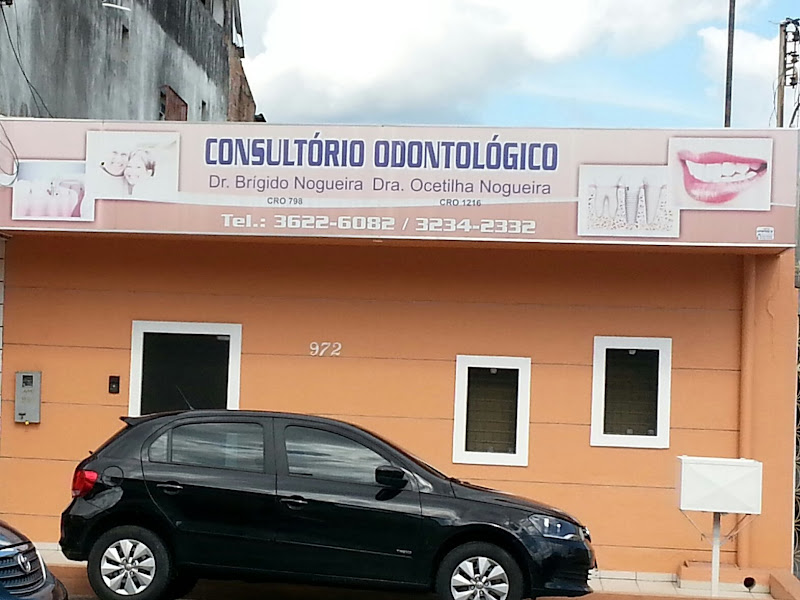 CONSULTÓRIO ODONTOLÓGICO
Dr. Brígido Nogueira Dra. Ocetilha Nogueira
CRO 798 CRO 1216
Tel.: 3622-6082 / 3234-2332
972